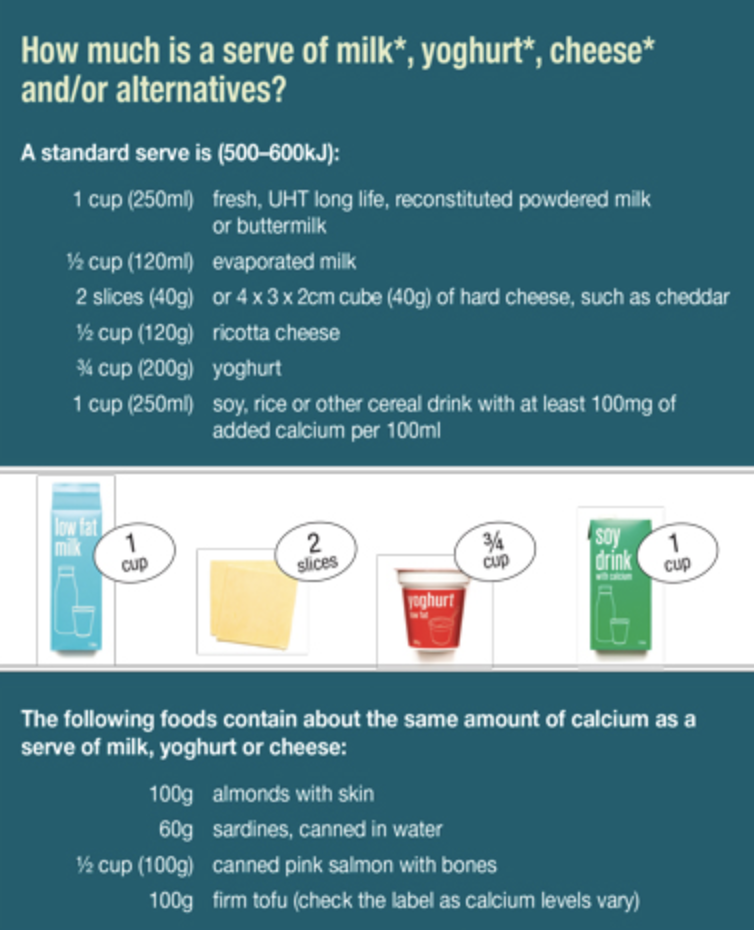 How much is a serve of milk*, yoghurt*, cheese*
and/or alternatives?
A standard serve is (500–600kJ):
1 cup (250ml) fresh, UHT long life, reconstituted powdered milk
or buttermilk
½ cup (120ml) evaporated milk
2 slices (40g) or 4 x 3 x 2cm cube (40g) of hard cheese, such as cheddar
½ cup (120g) ricotta cheese
¾ cup (200g) yoghurt
1 cup (250ml) soy, rice or other cereal drink with at least 100mg of
added calcium per 100ml
low fat
milk
1
cup
2
slices
yoghurt
low fat
¾
cup
soy
drink
with calcium
1
cup
The following foods contain about the same amount of calcium as a
serve of milk, yoghurt or cheese:
100g almonds with skin
60g sardines, canned in water
½ cup (100g) canned pink salmon with bones
100g firm tofu (check the label as calcium levels vary)